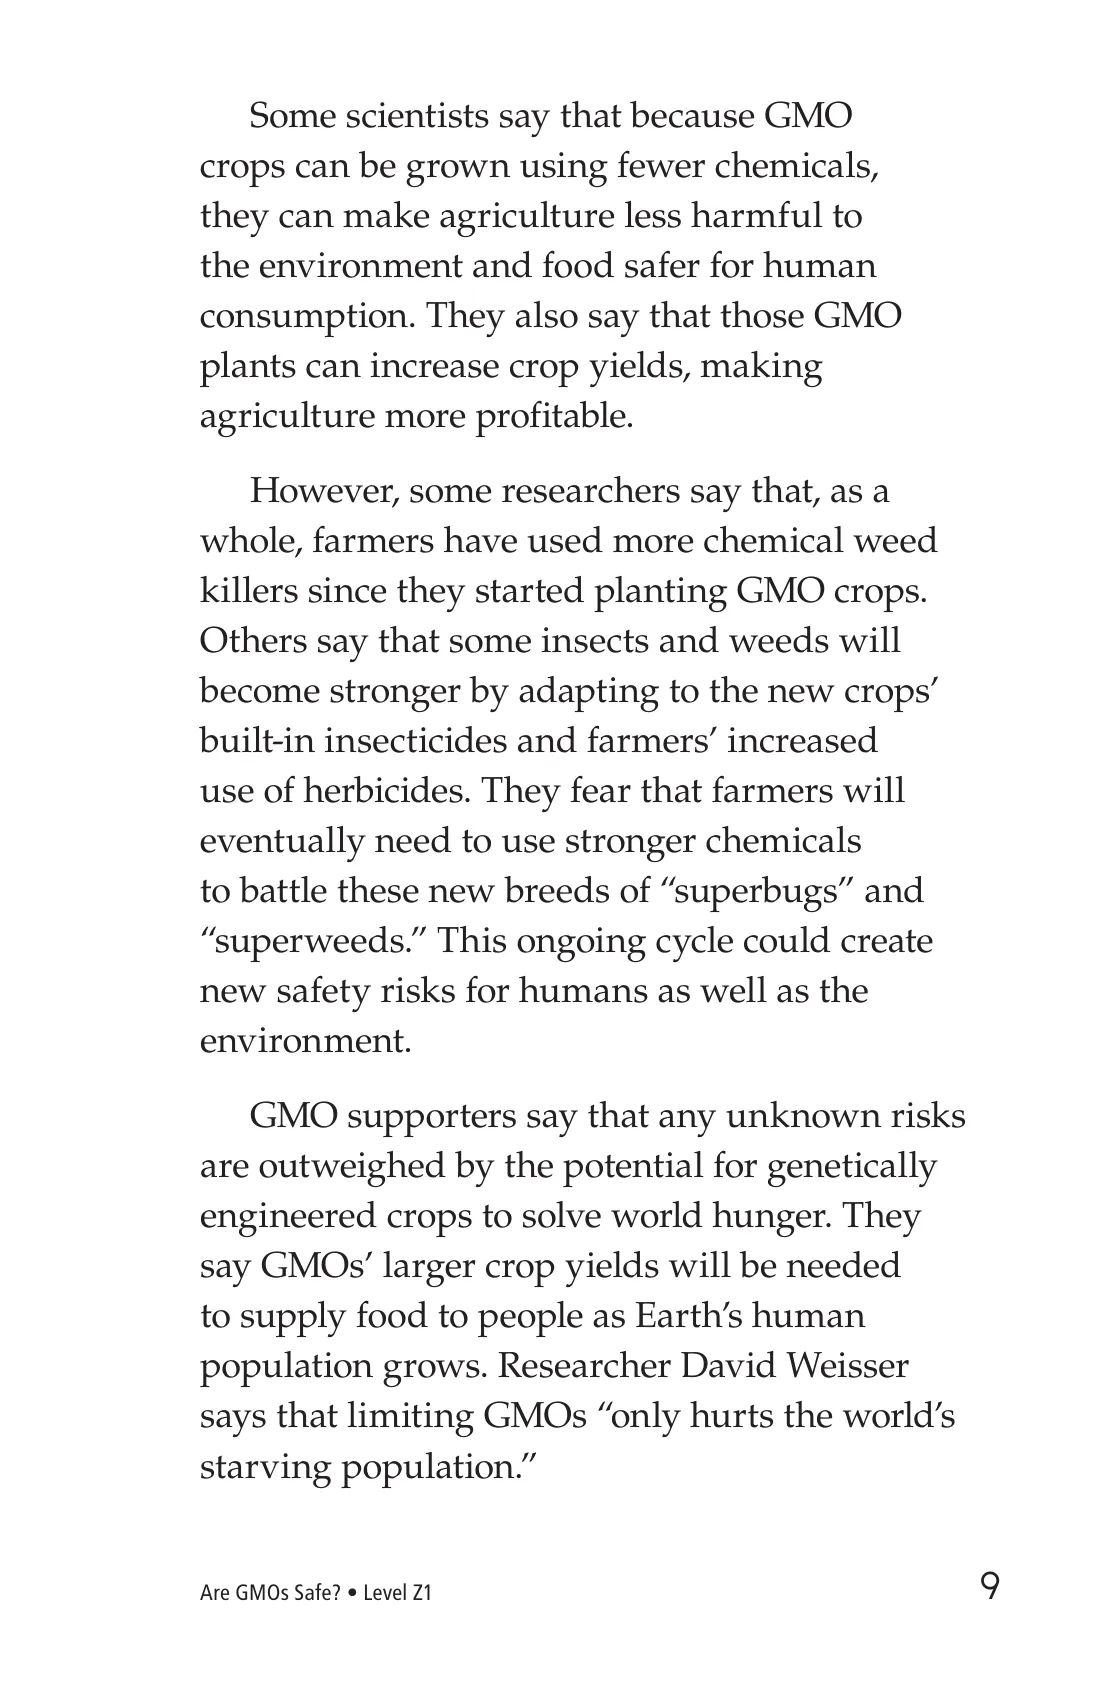 Some scientists say that because GMO
crops can be grown using fewer chemicals,
they can make agriculture less harmful to
the environment and food safer for human
consumption. They also say that those GMO
plants can increase crop yields, making
agriculture more profitable.
However, some researchers say that, as a
whole, farmers have used more chemical weed
killers since they started planting GMO crops.
Others say that some insects and weeds will
become stronger by adapting to the new crops’
built-in insecticides and farmers’ increased
use of herbicides. They fear that farmers will
eventually need to use stronger chemicals
to battle these new breeds of “superbugs” and
“superweeds.” This ongoing cycle could create
new safety risks for humans as well as the
environment.
GMO supporters say that any unknown risks
are outweighed by the potential for genetically
engineered crops to solve world hunger. They
say GMOs’ larger crop yields will be needed
to supply food to people as Earth’s human
population grows. Researcher David Weisser
says that limiting GMOs “only hurts the world’s
starving population.”
Are GMOs Safe? • Level Z1
9